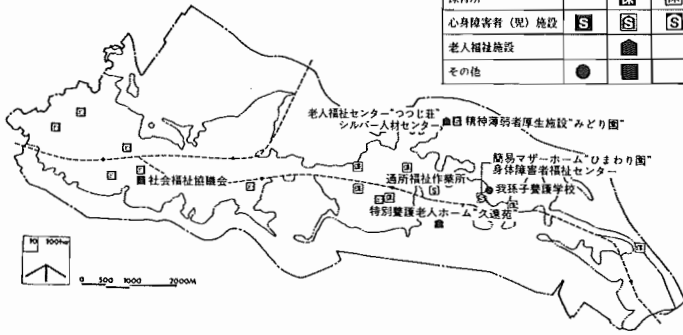 心身障害者(児)施設 S S S
老人福祉施設
その他
老人福祉センター"つつじ荘"
シルバー人材センター
精神薄弱者厚生施設"みどり園"
簡易マザーホーム"ひまわり園"
身体障害者福祉センター
通所福祉作業所
我孫子養護学校
社会福祉協議会
特別養護老人ホーム"久遠苑"
0 500 1000 2000M